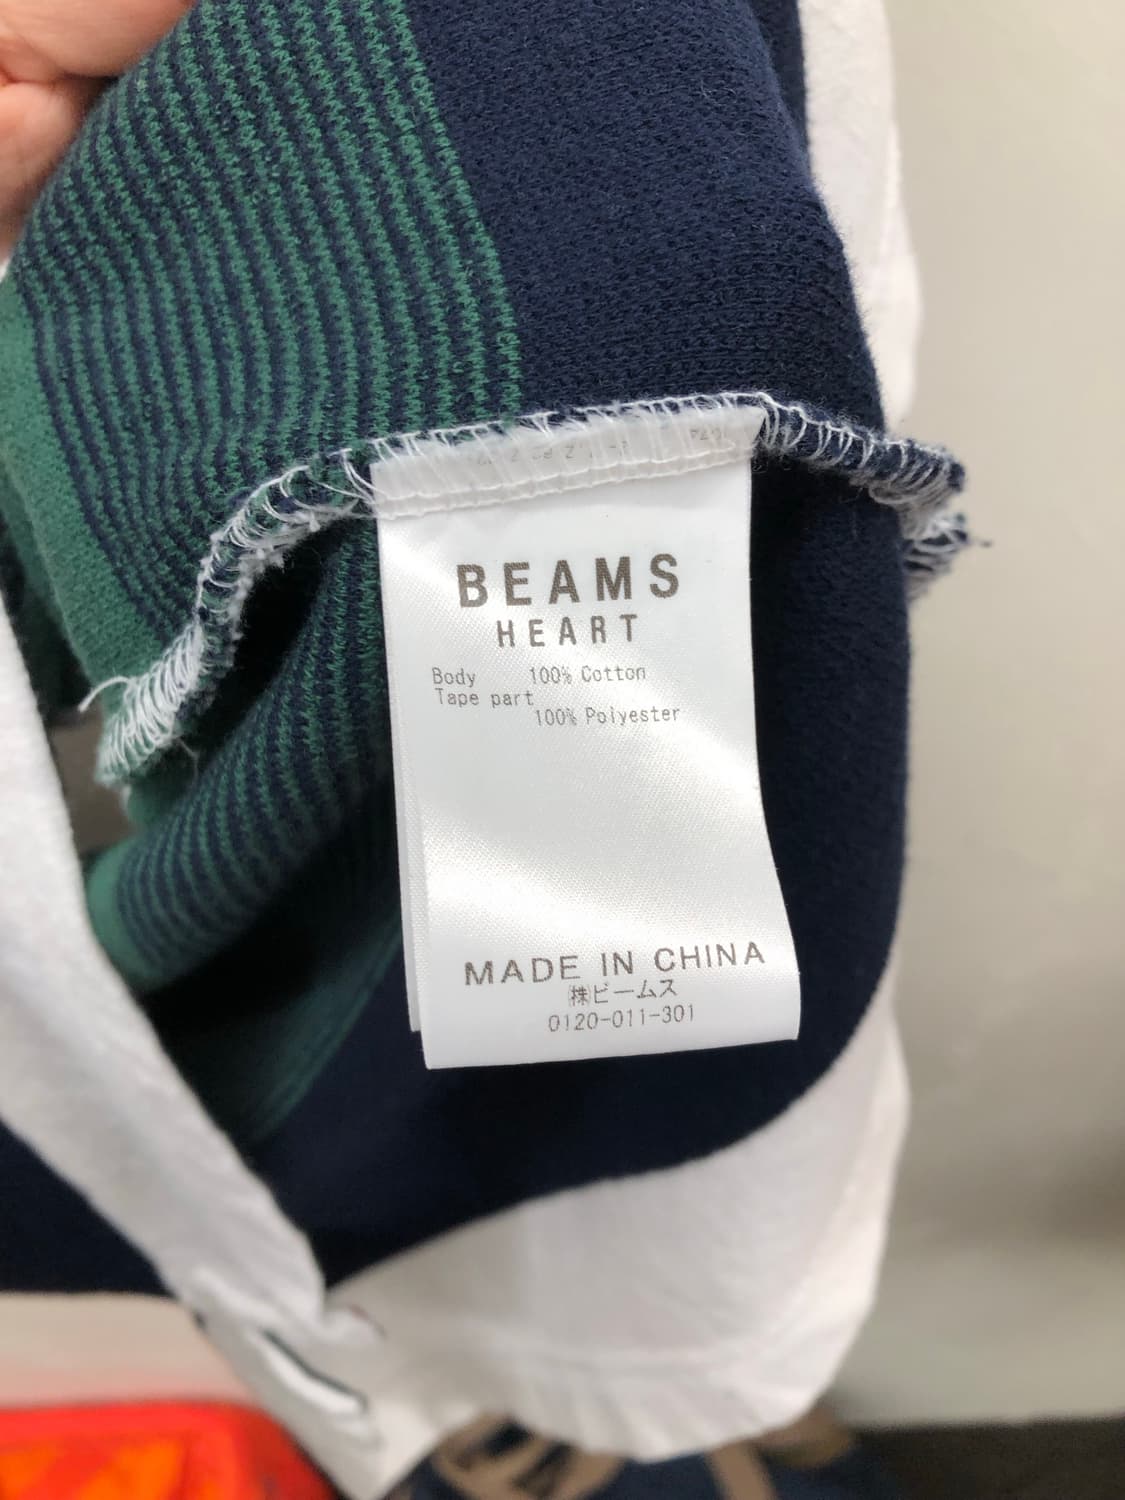 BEAMS
HEART
Body 100% Cotton
Tape part
100% Polyester
MADE IN CHINA
㈱ビームス
0120-011-301